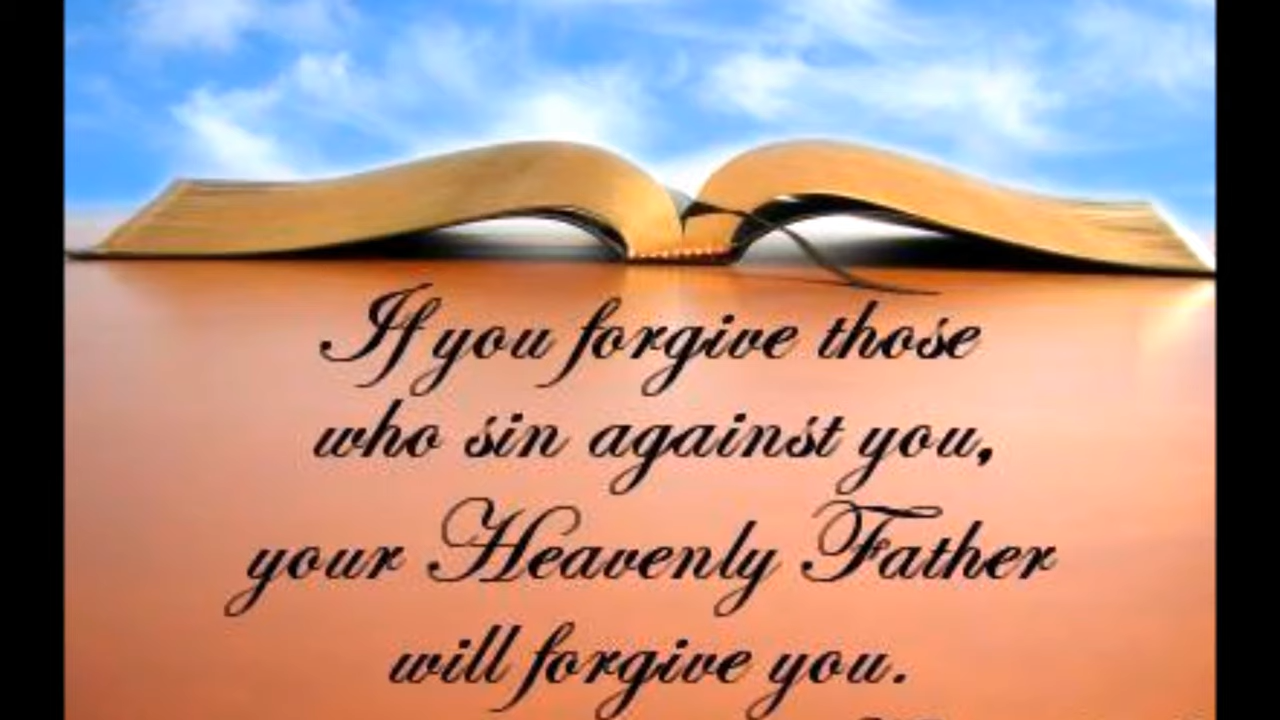 If you forgive those
who sin against you,
your Heavenly Father
will forgive you.